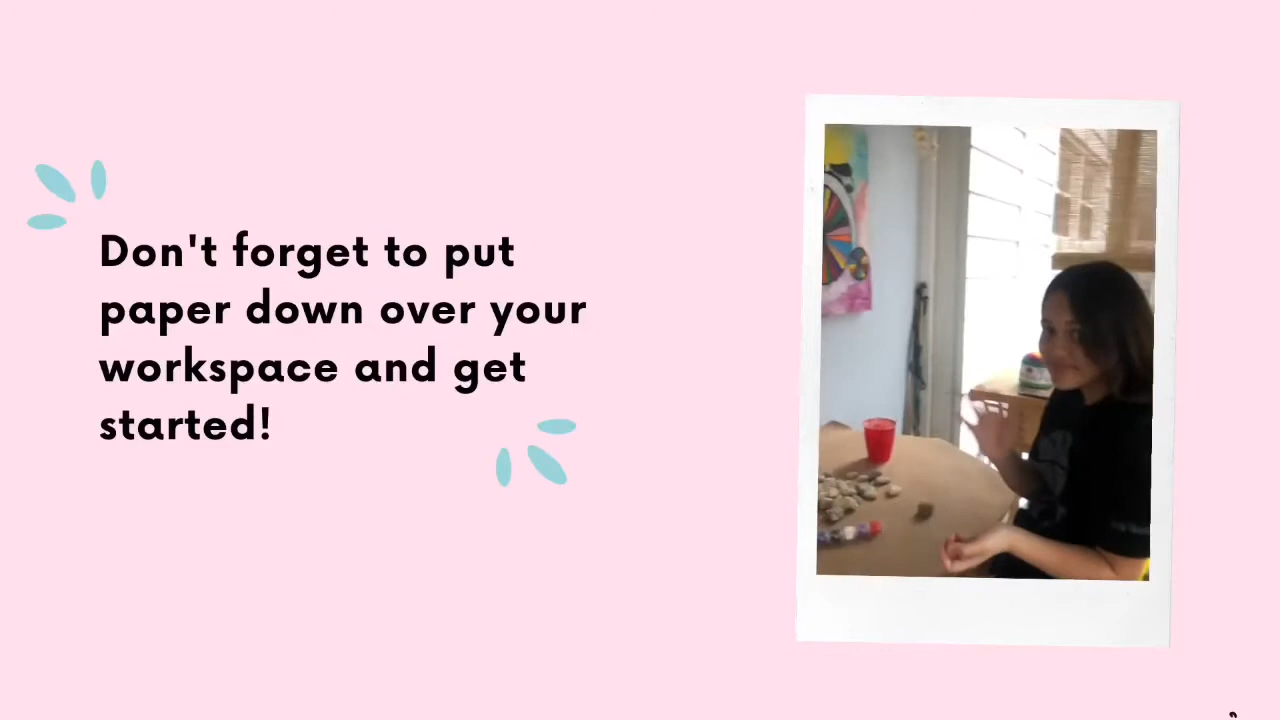 Don't forget to put
paper down over your
workspace and get
started!